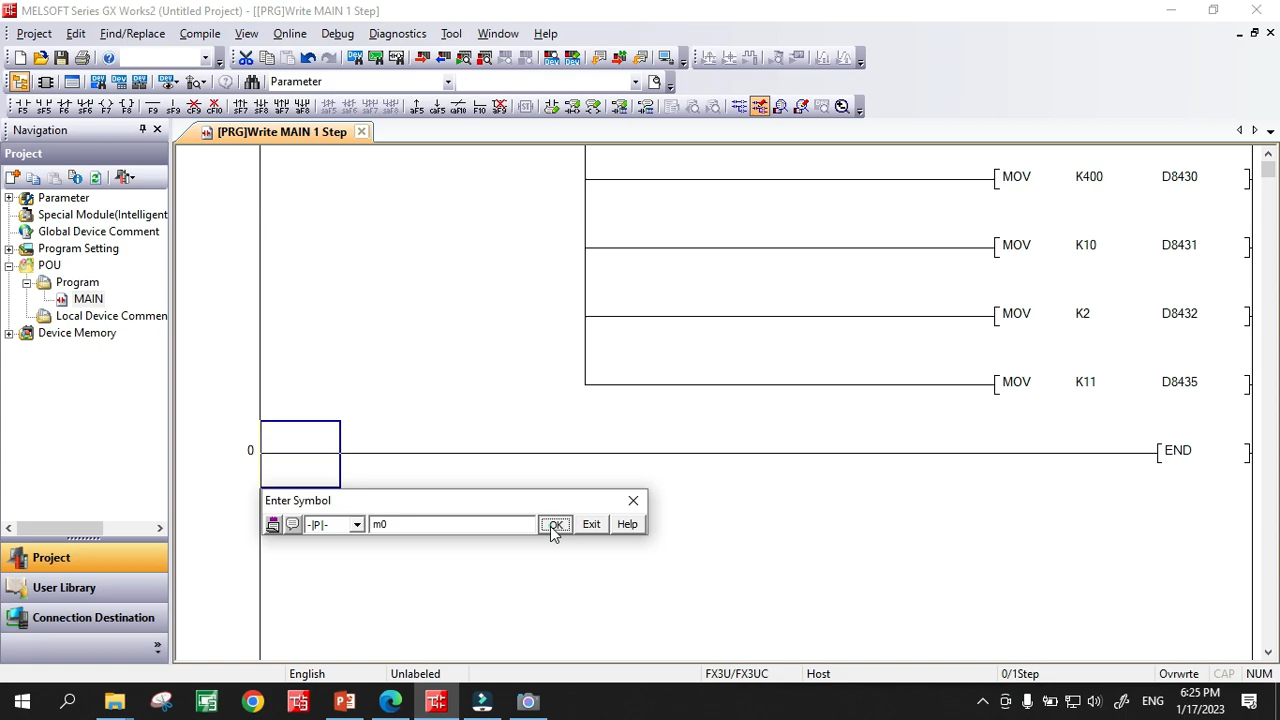 MELSOFT Series GX Works2 (Untitled Project) - [[PRG]Write MAIN 1 Step]
Project Edit Find/Replace Compile View Online Debug Diagnostics Tool Window Help
Parameter
Navigation
[PRG]Write MAIN 1 Step
Project
Parameter
Special Module(Intelligent
Global Device Comment
Program Setting
POU
Program
MAIN
Local Device Commen
Device Memory
MOV K400 D8430
MOV K10 D8431
MOV K2 D8432
MOV K11 D8435
0 END
Enter Symbol
-|P|- m0 OK Exit Help
Project
User Library
Connection Destination
English Unlabeled FX3U/FX3UC Host 0/1Step Ovrwrte CAP NUM
ENG
6:25 PM
1/17/2023